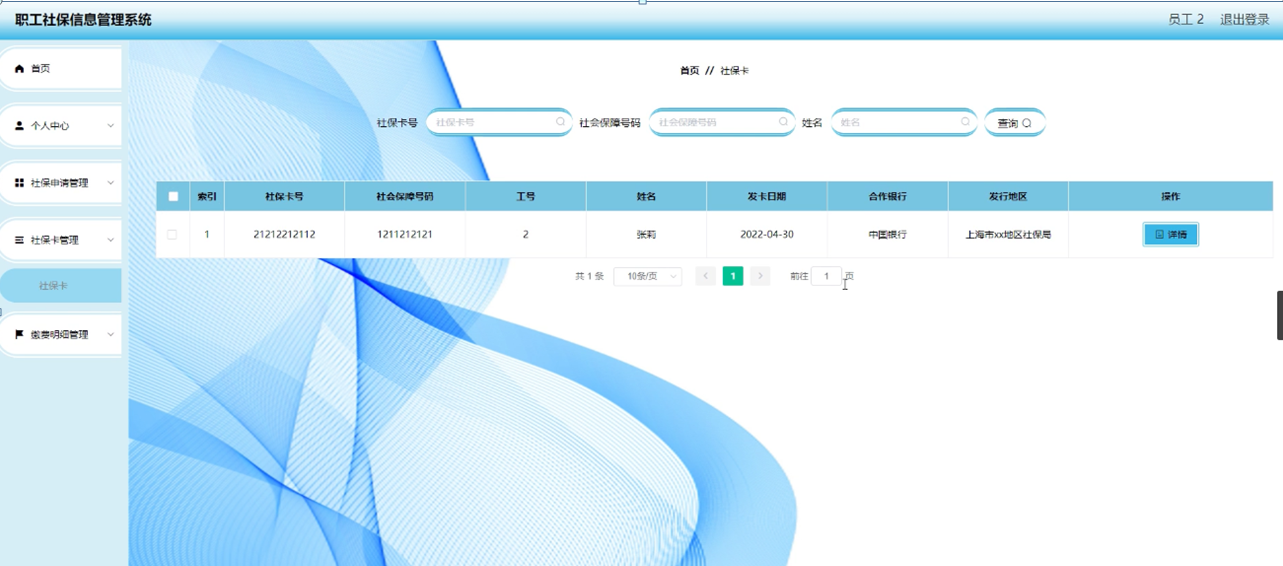 职工社保信息管理系统 员工 2 退出登录
首页
个人中心
社保申请管理
社保卡管理
社保卡
缴费明细管理
首页 // 社保卡
社保卡号 社保卡号 社会保障号码 社会保障号码 姓名 姓名 查询
索引 社保卡号 社会保障号码 工号 姓名 发卡日期 合作银行 发行地区 操作
1 21212212112 1211212121 2 张莉 2022-04-30 中国银行 上海市xx地区社保局 详情
共 1 条 10条/页 1 前往 1 页